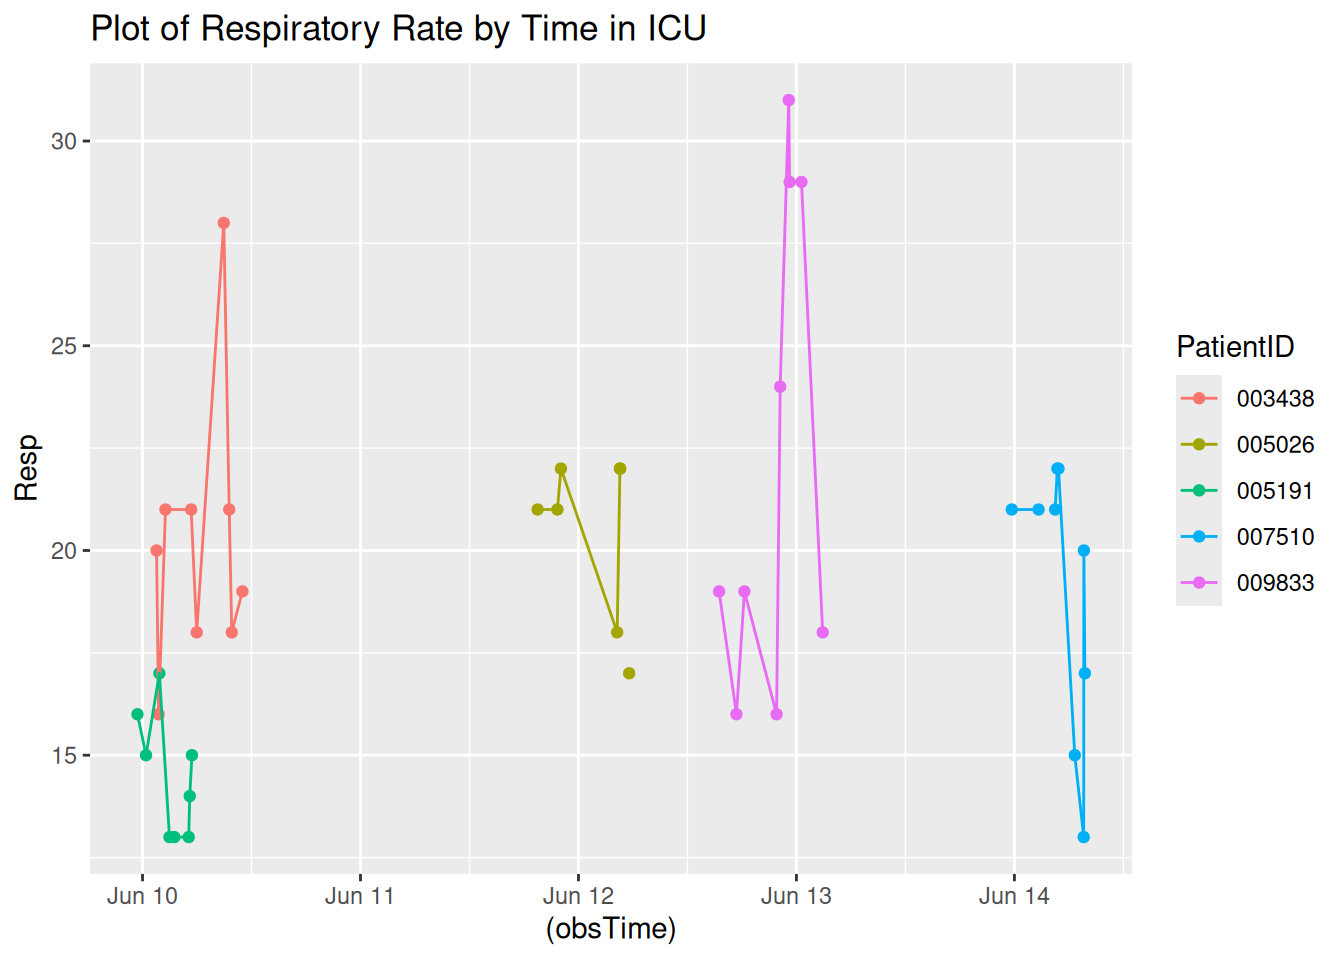 Plot of Respiratory Rate by Time in ICU
30
25
20
15
Resp
Jun 10
Jun 11
Jun 12
Jun 13
Jun 14
(obsTime)
PatientID
003438
005026
005191
007510
009833